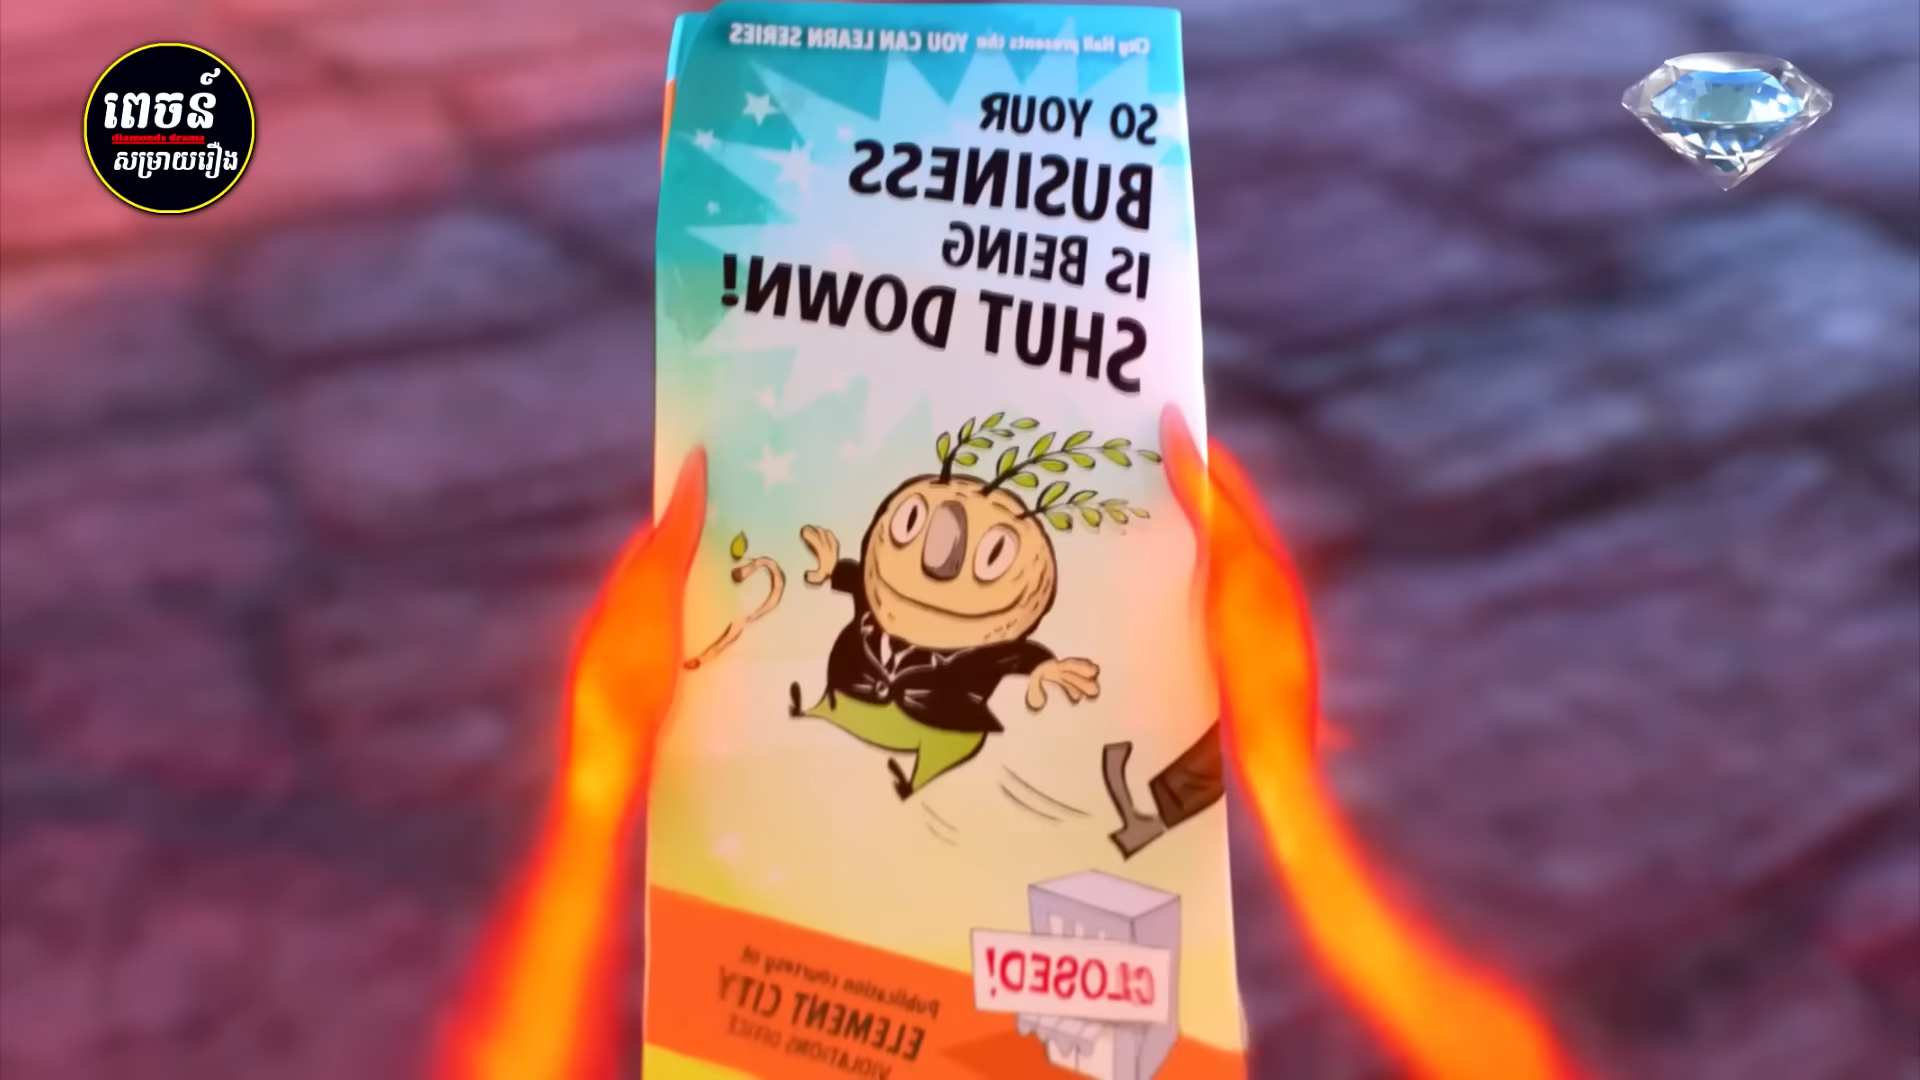 ពេចន៍
diamonds drama
សម្រាយរឿង
City Hall presents the YOU CAN LEARN SERIES
SO YOUR
BUSINESS
IS BEING
SHUT DOWN!
CLOSED!
Publication courtesy of
ELEMENT CITY
VIOLATIONS OFFICE